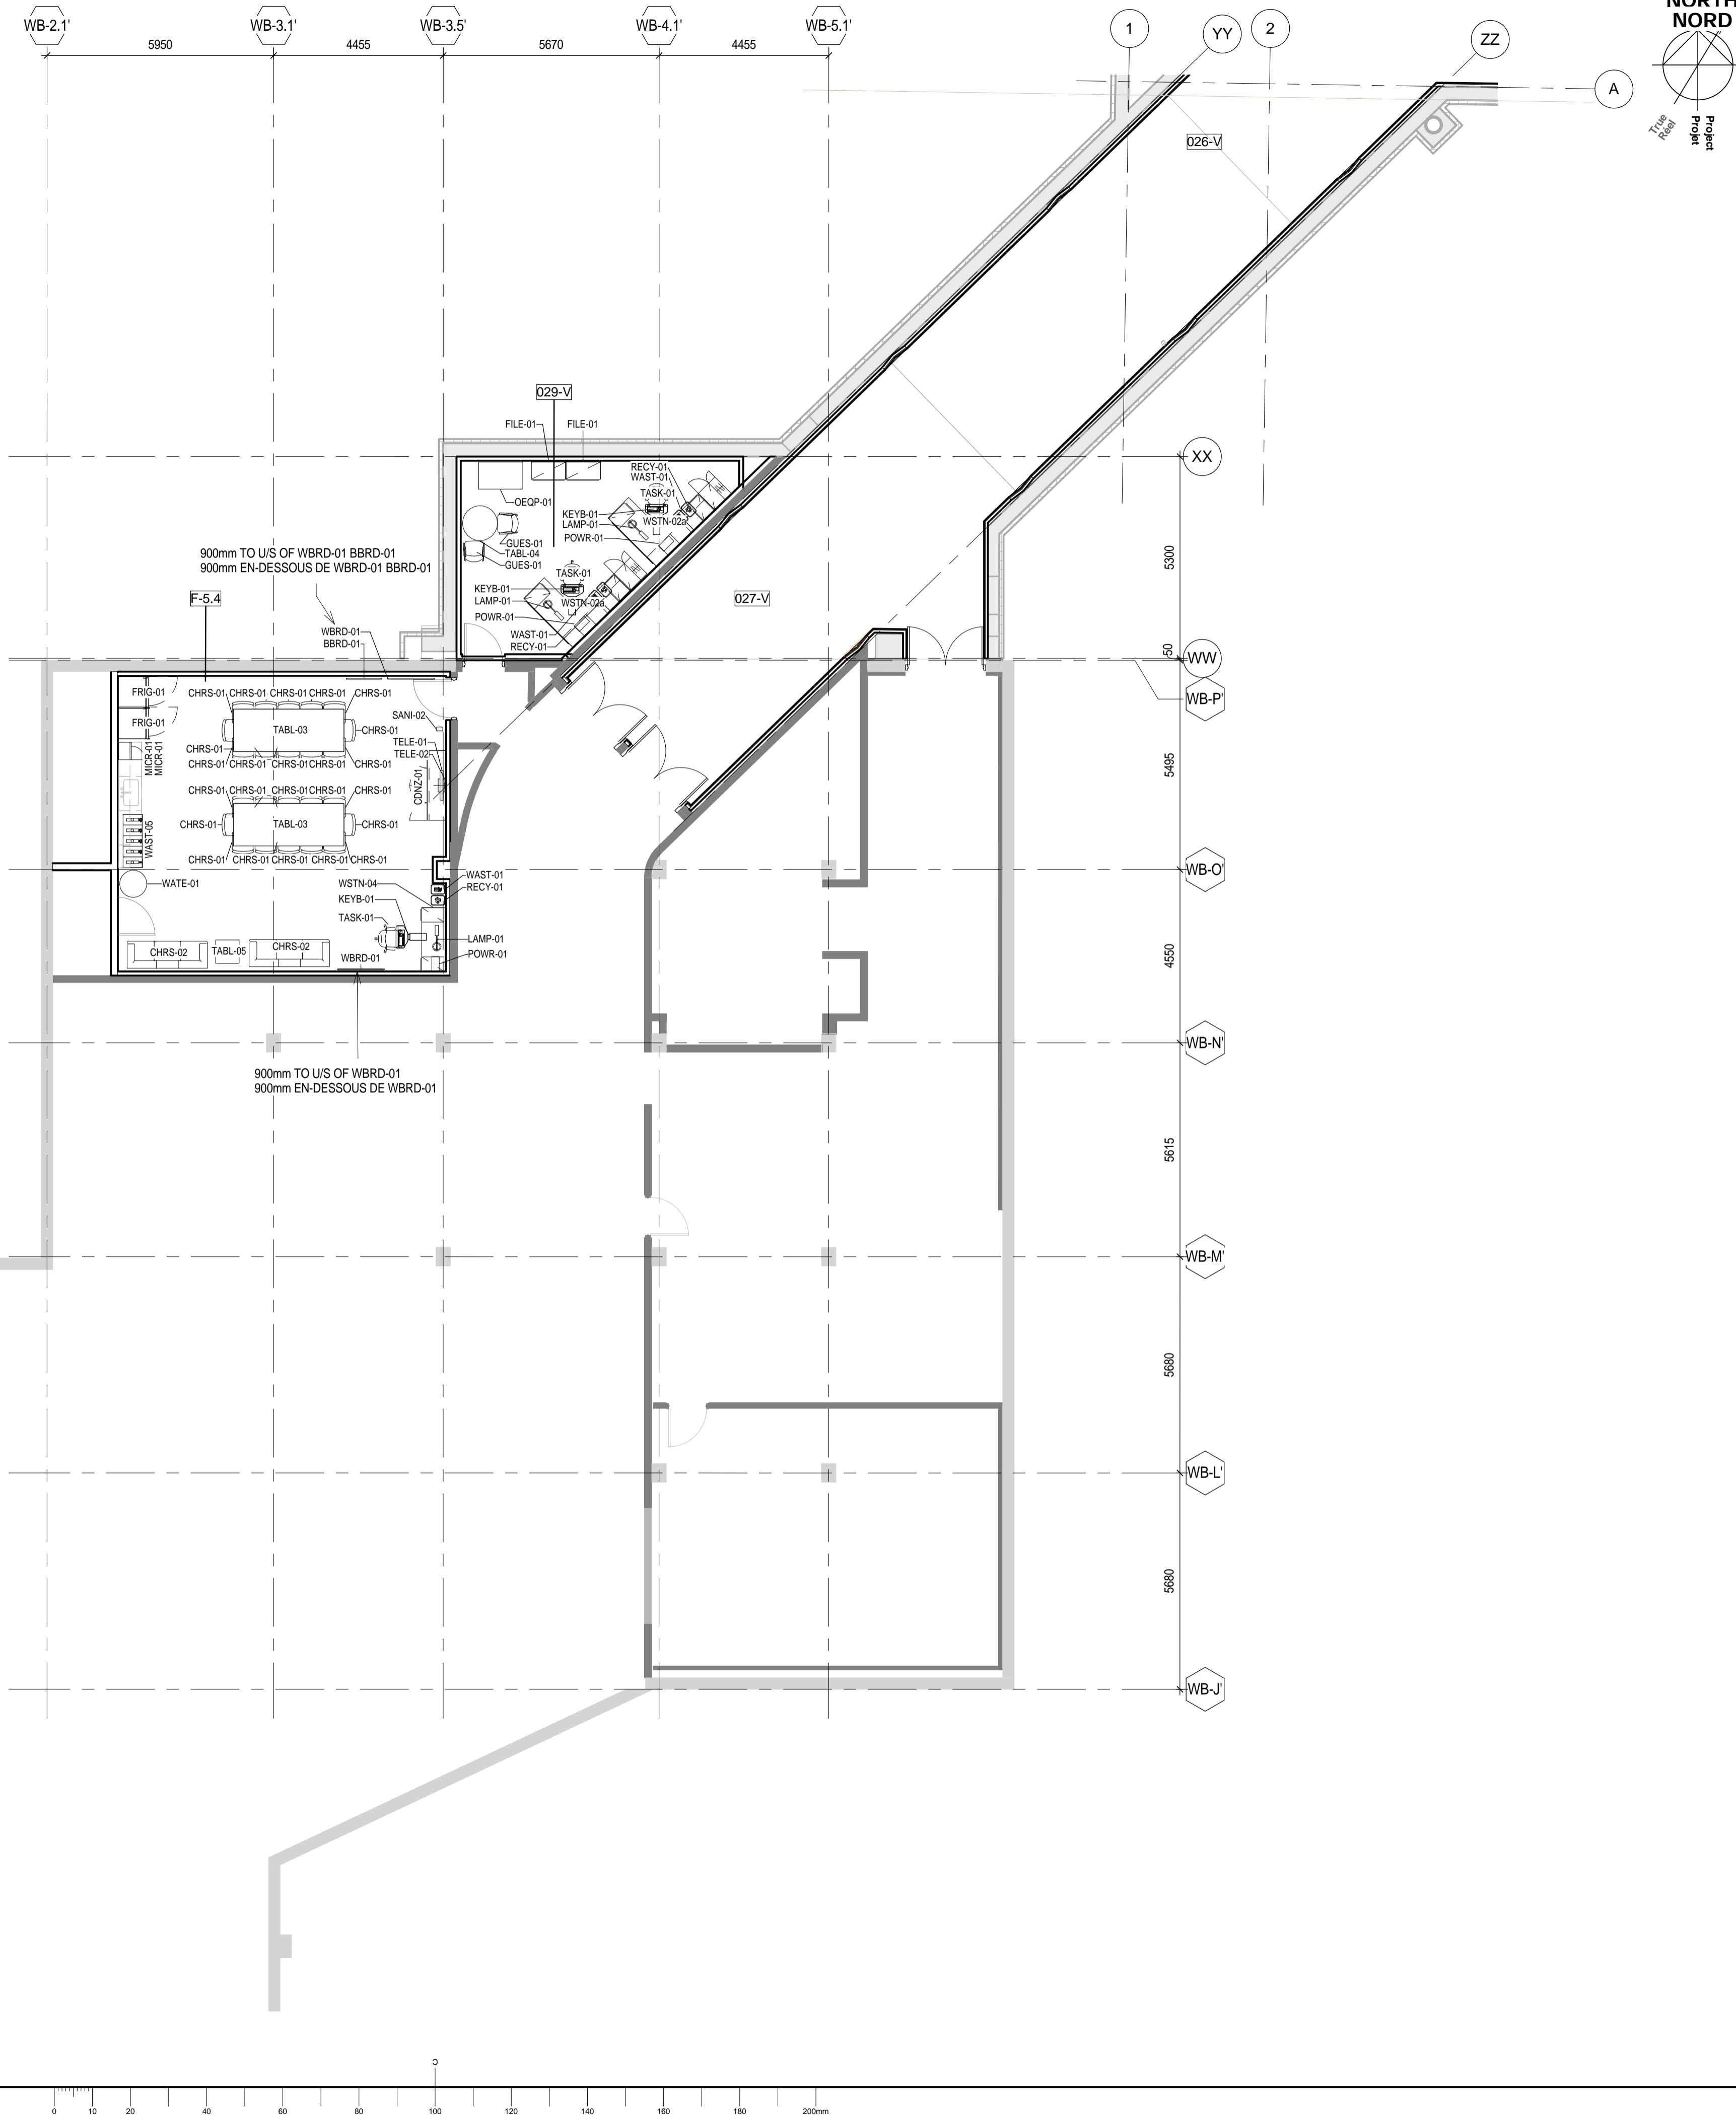 WB-2.1'
WB-3.1'
WB-3.5'
WB-4.1'
WB-5.1'
5950
4455
5670
4455
1
YY
2
ZZ
A
NORTH
NORD
True
Réel
Project
Projet
026-V
029-V
FILE-01
FILE-01
RECY-01
WAST-01
TASK-01
OEQP-01
KEYB-01
LAMP-01
WSTN-02a
POWR-01
GUES-01
TABL-04
GUES-01
TASK-01
KEYB-01
LAMP-01
WSTN-02a
POWR-01
WAST-01
RECY-01
027-V
XX
5300
50
WW
WB-P'
900mm TO U/S OF WBRD-01 BBRD-01
900mm EN-DESSOUS DE WBRD-01 BBRD-01
F-5.4
WBRD-01
BBRD-01
FRIG-01
CHRS-01 CHRS-01 CHRS-01 CHRS-01 CHRS-01
SANI-02
FRIG-01
TABL-03
CHRS-01
TELE-01
CHRS-01
TELE-02
MICR-01
MICR-01
CHRS-01 CHRS-01 CHRS-01 CHRS-01 CHRS-01
CDNZ-01
5495
CHRS-01 CHRS-01 CHRS-01 CHRS-01 CHRS-01
CHRS-01
TABL-03
CHRS-01
WAST-05
CHRS-01 CHRS-01 CHRS-01 CHRS-01 CHRS-01
WB-O'
WATE-01
WSTN-04
WAST-01
RECY-01
KEYB-01
TASK-01
LAMP-01
POWR-01
CHRS-02
TABL-05
CHRS-02
WBRD-01
4550
WB-N'
900mm TO U/S OF WBRD-01
900mm EN-DESSOUS DE WBRD-01
5615
WB-M'
5680
WB-L'
5680
WB-J'
0 10 20 40 60 80 100 120 140 160 180 200mm